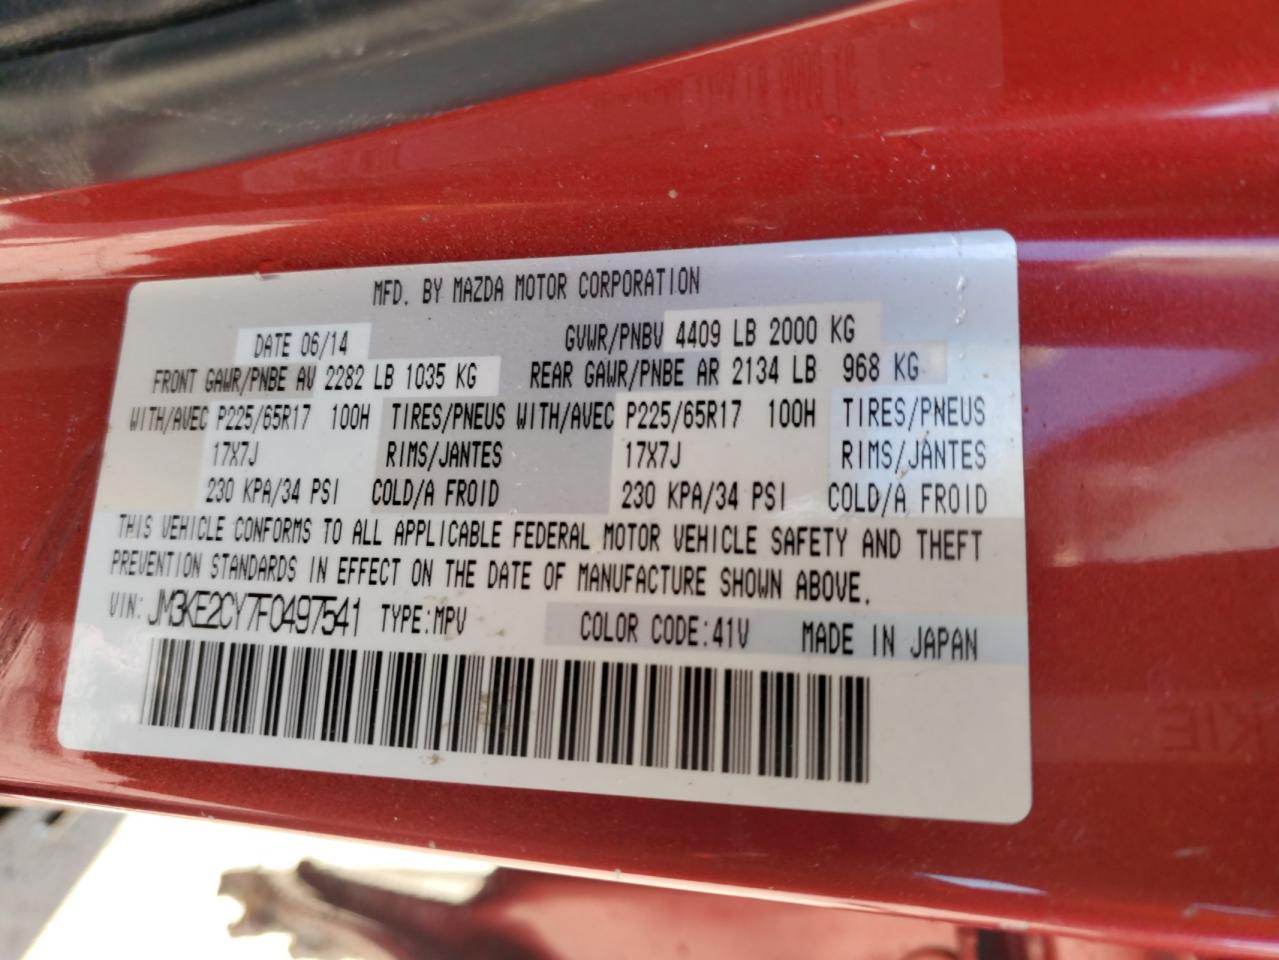 MFD. BY MAZDA MOTOR CORPORATION
DATE 06/14 GVWR/PNBV 4409 LB 2000 KG
FRONT GAWR/PNBE AV 2282 LB 1035 KG REAR GAWR/PNBE AR 2134 LB 968 KG
WITH/AVEC P225/65R17 100H TIRES/PNEUS WITH/AVEC P225/65R17 100H TIRES/PNEUS
17X7J RIMS/JANTES 17X7J RIMS/JANTES
230 KPA/34 PSI COLD/A FROID 230 KPA/34 PSI COLD/A FROID
THIS VEHICLE CONFORMS TO ALL APPLICABLE FEDERAL MOTOR VEHICLE SAFETY AND THEFT
PREVENTION STANDARDS IN EFFECT ON THE DATE OF MANUFACTURE SHOWN ABOVE.
VIN: JM3KE2CY7F0497541 TYPE:MPV COLOR CODE:41V MADE IN JAPAN